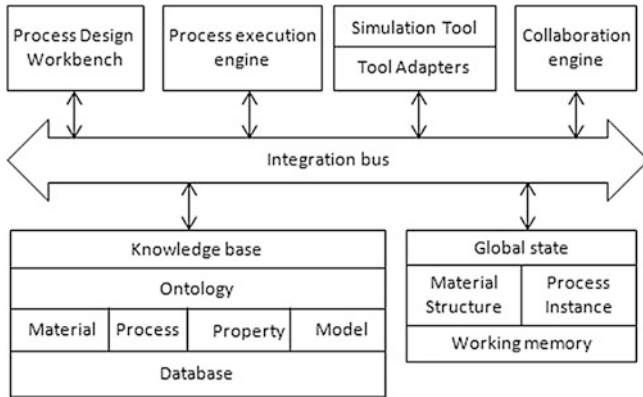 Process Design
Workbench
Process execution
engine
Simulation Tool
Tool Adapters
Collaboration
engine
Integration bus
Knowledge base
Ontology
Material
Process
Property
Model
Database
Global state
Material
Structure
Process
Instance
Working memory